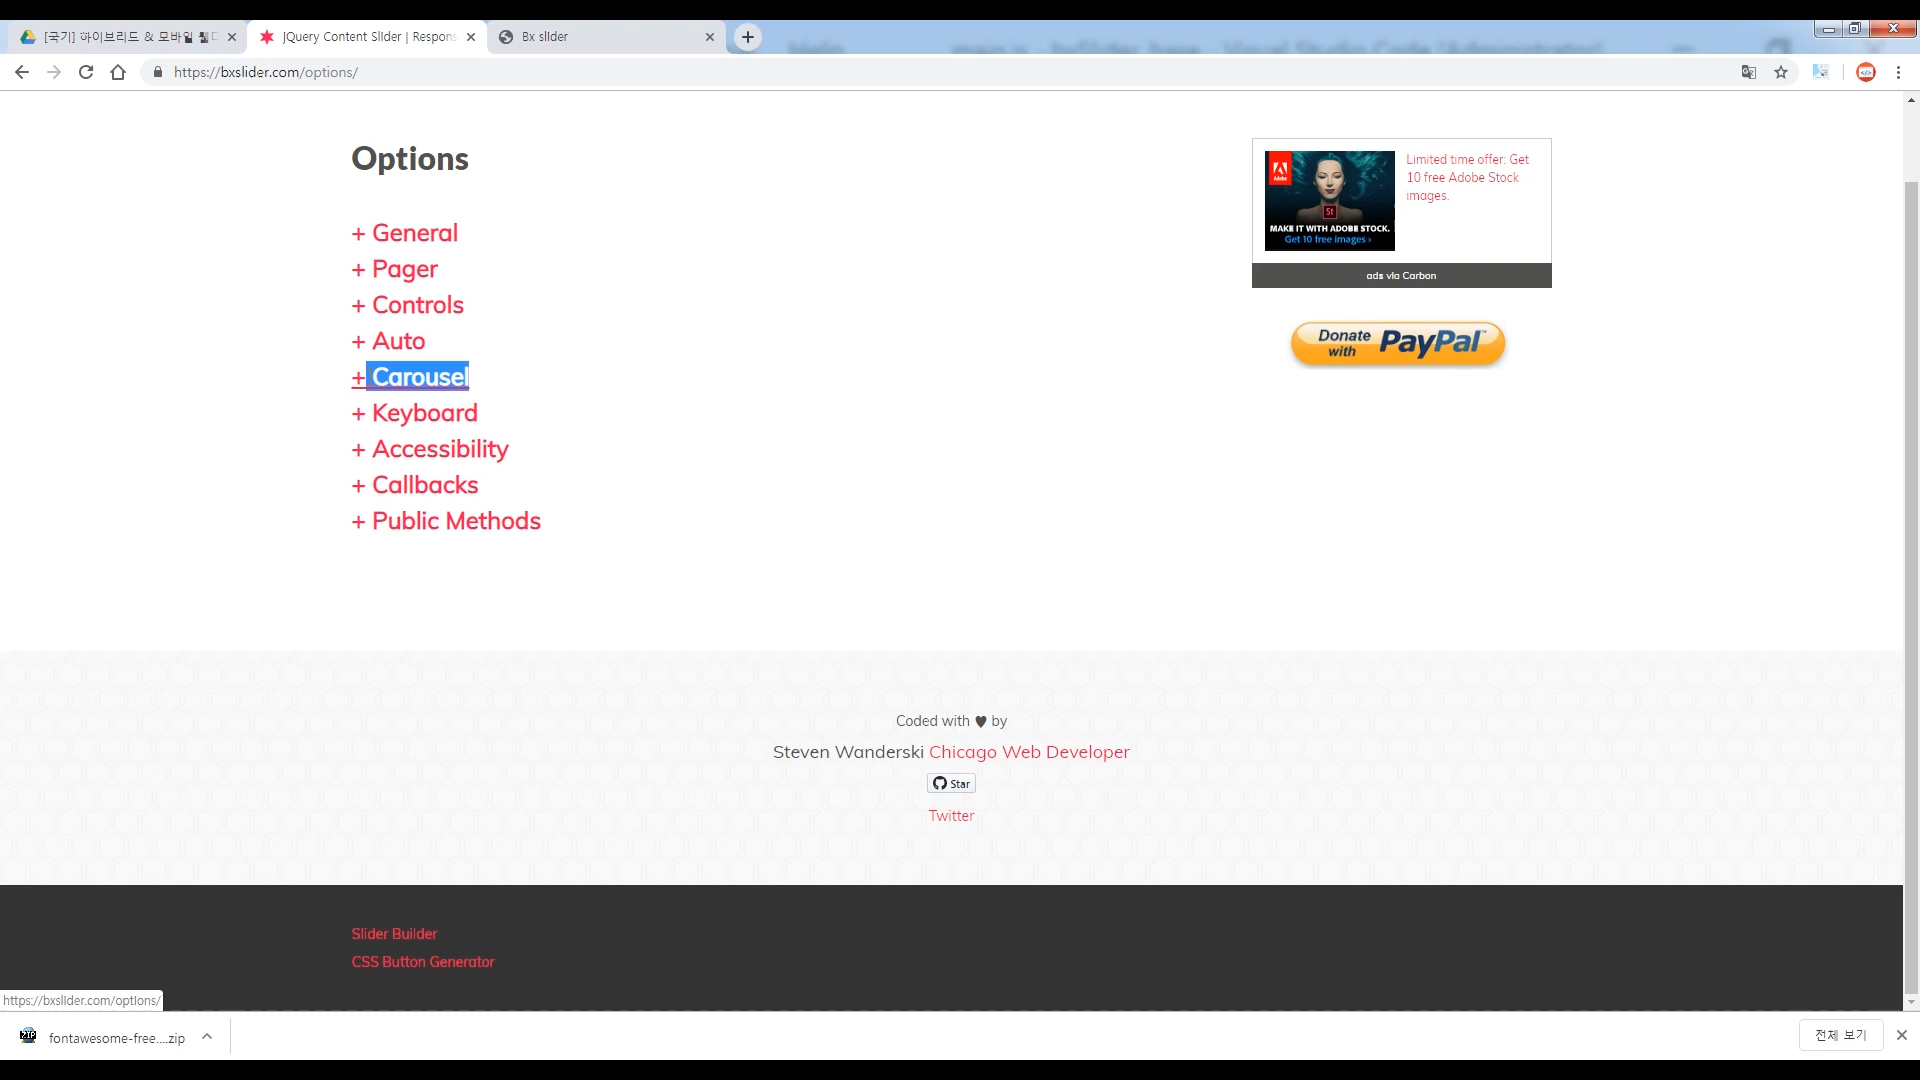 [국기] 하이브리드 & 모바일 웹디
JQuery Content Slider | Respons
Bx slider
https://bxslider.com/options/
Options
+ General
+ Pager
+ Controls
+ Auto
+ Carousel
+ Keyboard
+ Accessibility
+ Callbacks
+ Public Methods
Adobe
St
MAKE IT WITH ADOBE STOCK.
Get 10 free images ›
Limited time offer: Get
10 free Adobe Stock
images.
ads via Carbon
Donate
with
PayPal™
Coded with ♥ by
Steven Wanderski Chicago Web Developer
Star
Twitter
Slider Builder
CSS Button Generator
https://bxslider.com/options/
fontawesome-free....zip
전체 보기